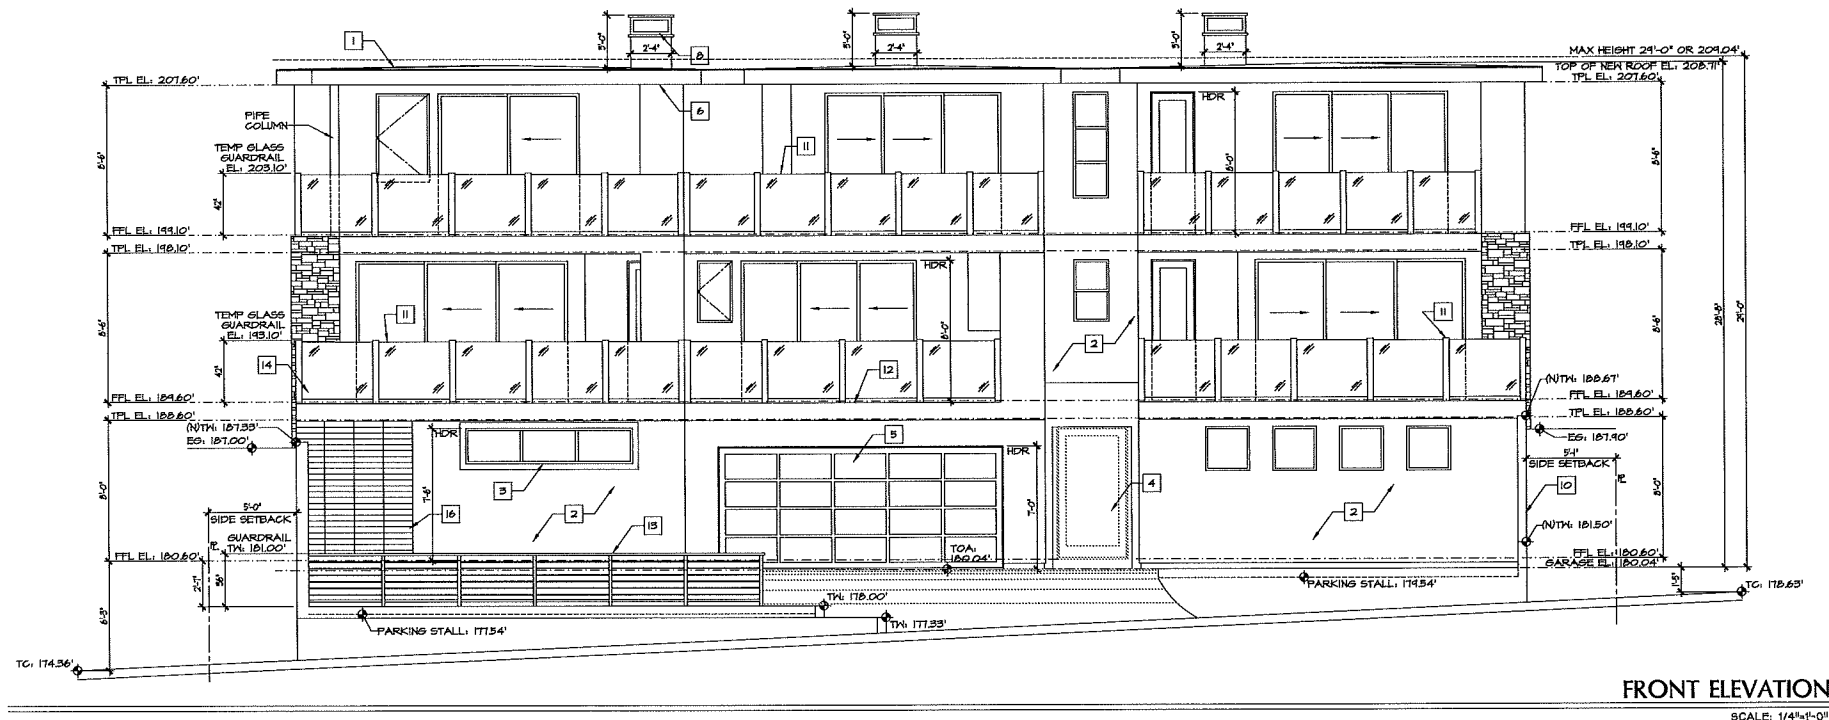 5'-0"
2'-4"
5'-0"
2'-4"
5'-0"
2'-4"
1
8
MAX HEIGHT 29'-0" OR 209.04'
TOP OF NEW ROOF EL: 208.71'
TPL EL: 207.60'
TPL EL: 207.60'
6
HDR
PIPE
COLUMN
TEMP GLASS
GUARDRAIL
EL: 203.10'
11
8'-6"
8'-0"
8'-6"
42"
FFL EL: 199.10'
TPL EL: 198.10'
FFL EL: 199.10'
TPL EL: 198.10'
HDR
TEMP GLASS
GUARDRAIL
EL: 193.10'
11
11
8'-6"
8'-0"
8'-6"
28'-8"
29'-0"
2
14
42"
12
FFL EL: 189.60'
TPL EL: 188.60'
(N)TW: 187.33'
EG: 187.00'
(N)TW: 188.67'
FFL EL: 189.60'
TPL EL: 188.60'
EG: 187.90'
HDR
5
HDR
5'-1"
SIDE SETBACK
PL
3
4
10
8'-0"
7'-8"
7'-0"
8'-0"
5'-0"
SIDE SETBACK
PL
16
2
2
13
(N)TW: 181.50'
GUARDRAIL
TW: 181.00'
FFL EL: 180.60'
TOA:
180.04'
FFL EL: 180.60'
GARAGE EL: 180.04'
PARKING STALL: 179.54'
1'-5"
TC: 178.63'
2'-7"
36"
TW: 178.00'
6'-3"
PARKING STALL: 177.54'
TW: 177.33'
TC: 174.36'
FRONT ELEVATION
SCALE: 1/4"=1'-0"